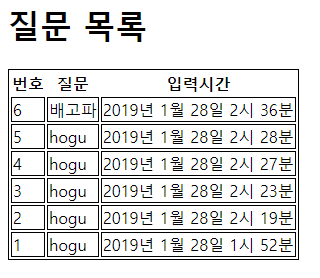 질문 목록
번호 질문 입력시간
6 배고파 2019년 1월 28일 2시 36분
5 hogu 2019년 1월 28일 2시 28분
4 hogu 2019년 1월 28일 2시 27분
3 hogu 2019년 1월 28일 2시 23분
2 hogu 2019년 1월 28일 2시 19분
1 hogu 2019년 1월 28일 1시 52분